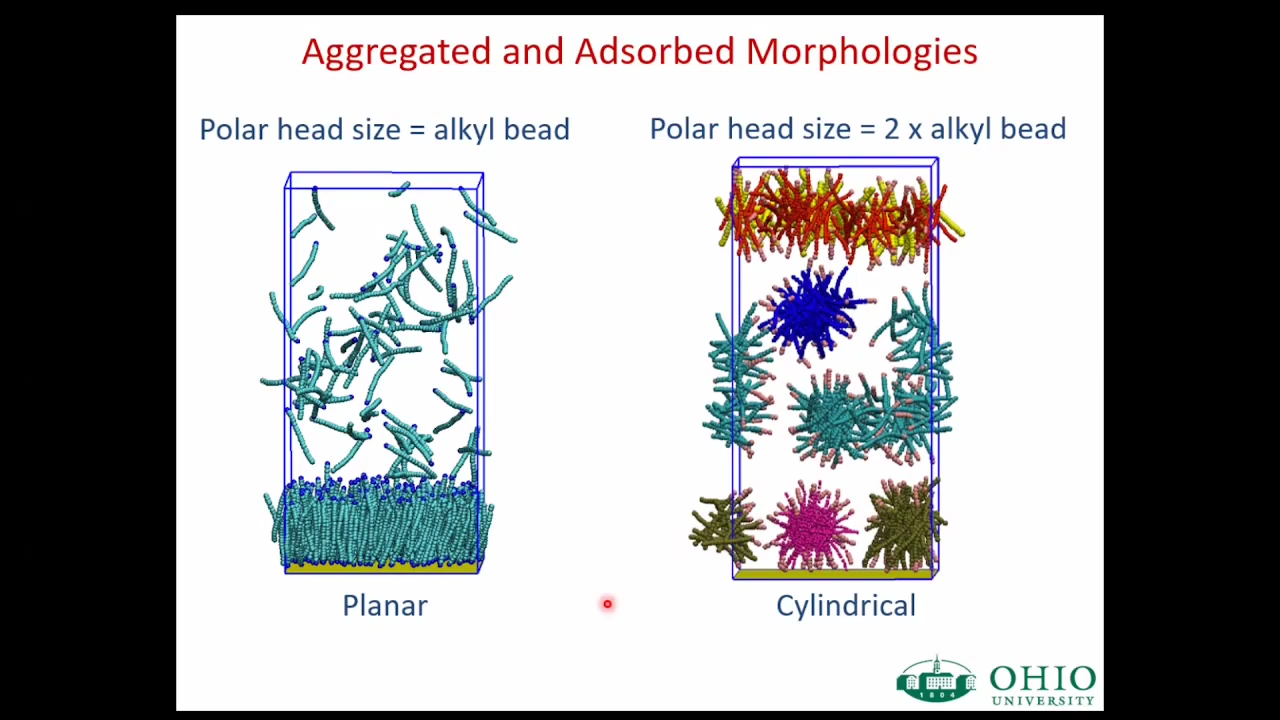 Aggregated and Adsorbed Morphologies
Polar head size = alkyl bead
Polar head size = 2 x alkyl bead
Planar
Cylindrical
1804
OHIO
UNIVERSITY